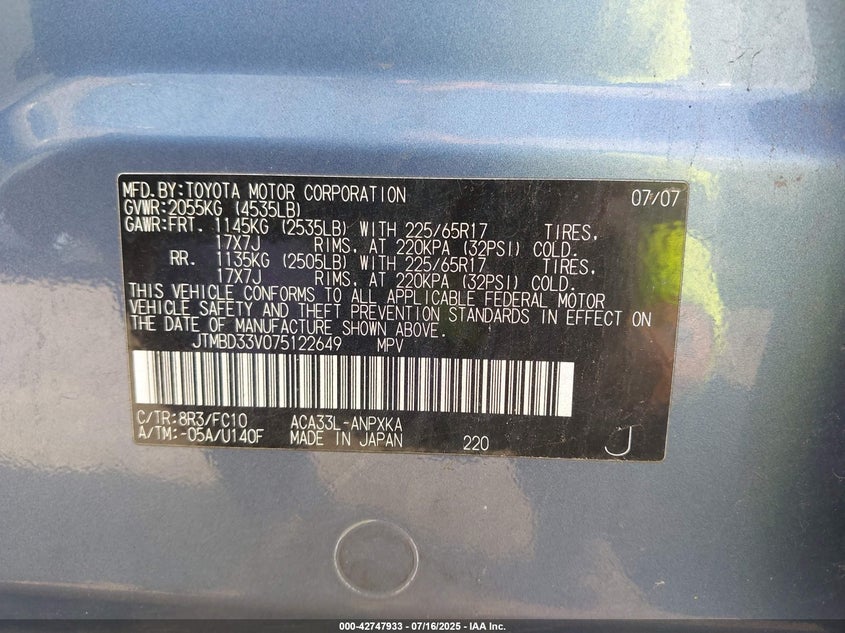 MFD.BY:TOYOTA MOTOR CORPORATION 07/07
GVWR:2055KG (4535LB)
GAWR:FRT. 1145KG (2535LB) WITH 225/65R17 TIRES,
17X7J RIMS, AT 220KPA (32PSI) COLD.
RR. 1135KG (2505LB) WITH 225/65R17 TIRES,
17X7J RIMS, AT 220KPA (32PSI) COLD.
THIS VEHICLE CONFORMS TO ALL APPLICABLE FEDERAL MOTOR
VEHICLE SAFETY AND THEFT PREVENTION STANDARDS IN EFFECT ON
THE DATE OF MANUFACTURE SHOWN ABOVE.
JTMBD33V075122649 MPV
C/TR:8R3/FC10 ACA33L-ANPXKA
A/TM:-05A/U140F MADE IN JAPAN 220 J
000-42747933 - 07/16/2025 - IAA Inc.